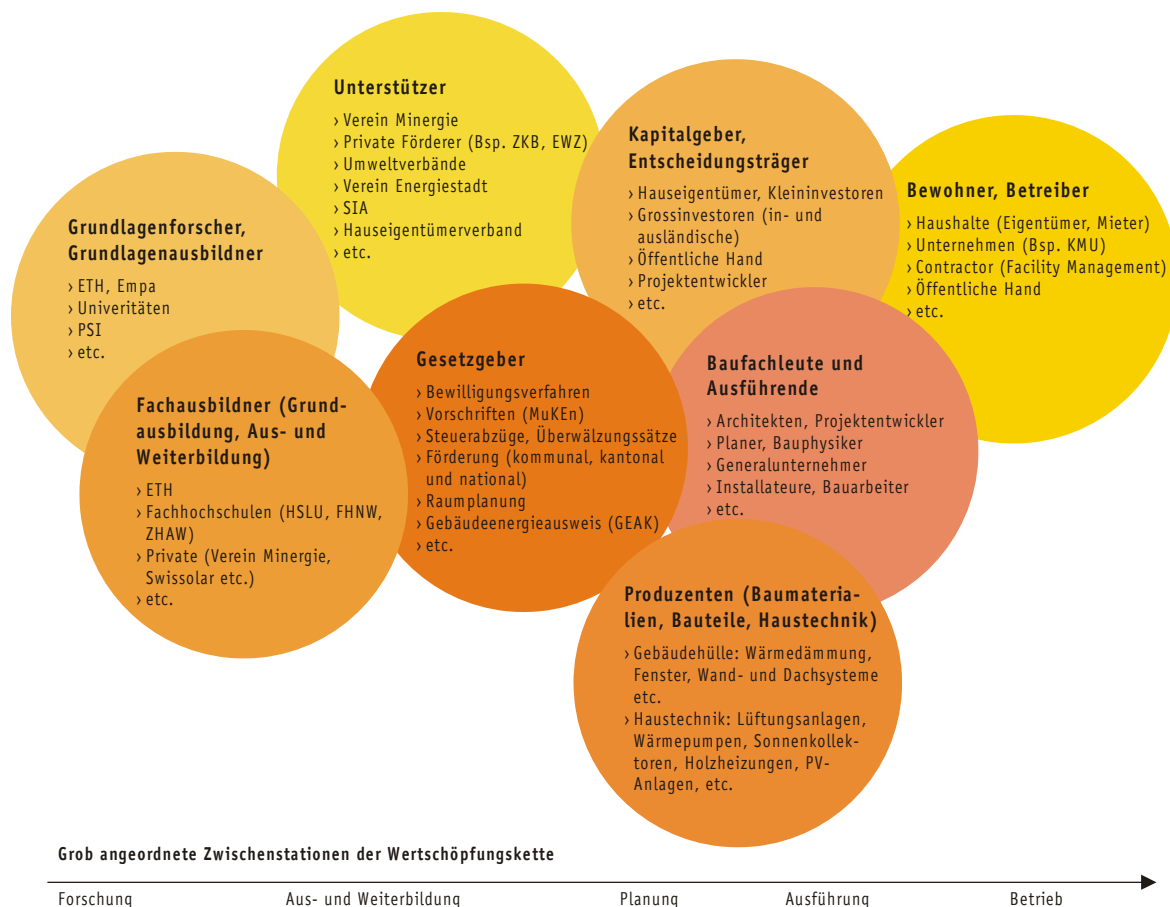 Unterstützer
› Verein Minergie
› Private Förderer (Bsp. ZKB, EWZ)
› Umweltverbände
› Verein Energiestadt
› SIA
› Hauseigentümerverband
› etc.
Kapitalgeber,
Entscheidungsträger
› Hauseigentümer, Kleininvestoren
› Grossinvestoren (in- und
ausländische)
› Öffentliche Hand
› Projektentwickler
› etc.
Bewohner, Betreiber
› Haushalte (Eigentümer, Mieter)
› Unternehmen (Bsp. KMU)
› Contractor (Facility Management)
› Öffentliche Hand
› etc.
Grundlagenforscher,
Grundlagenausbildner
› ETH, Empa
› Univeritäten
› PSI
› etc.
Fachausbildner (Grund-
ausbildung, Aus- und
Weiterbildung)
› ETH
› Fachhochschulen (HSLU, FHNW,
ZHAW)
› Private (Verein Minergie,
Swissolar etc.)
› etc.
Gesetzgeber
› Bewilligungsverfahren
› Vorschriften (MuKEn)
› Steuerabzüge, Überwälzungssätze
› Förderung (kommunal, kantonal
und national)
› Raumplanung
› Gebäudeenergieausweis (GEAK)
› etc.
Baufachleute und
Ausführende
› Architekten, Projektentwickler
› Planer, Bauphysiker
› Generalunternehmer
› Installateure, Bauarbeiter
› etc.
Produzenten (Baumateria-
lien, Bauteile, Haustechnik)
› Gebäudehülle: Wärmedämmung,
Fenster, Wand- und Dachsysteme
etc.
› Haustechnik: Lüftungsanlagen,
Wärmepumpen, Sonnenkollek-
toren, Holzheizungen, PV-
Anlagen, etc.
Grob angeordnete Zwischenstationen der Wertschöpfungskette
Forschung Aus- und Weiterbildung Planung Ausführung Betrieb